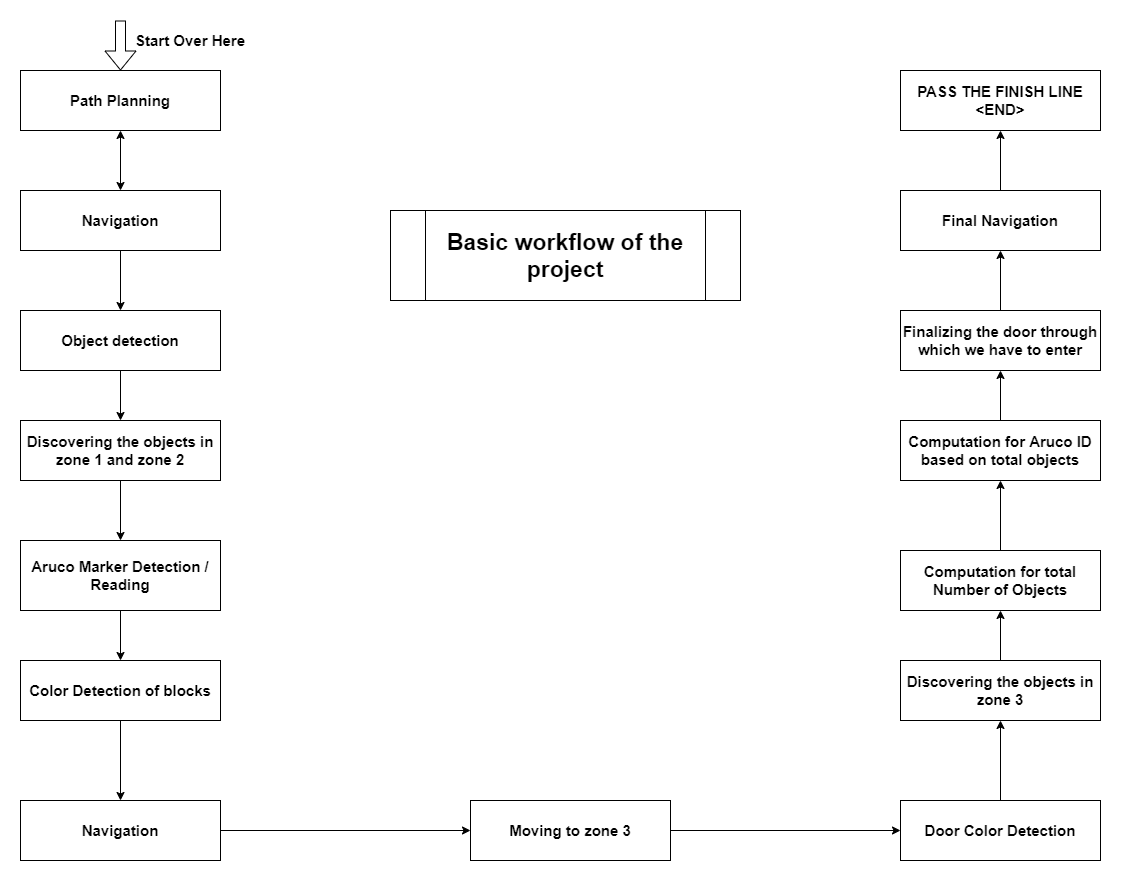 Start Over Here
Path Planning
Navigation
Object detection
Discovering the objects in
zone 1 and zone 2
Aruco Marker Detection /
Reading
Color Detection of blocks
Navigation
Basic workflow of the
project
Moving to zone 3
Door Color Detection
Discovering the objects in
zone 3
Computation for total
Number of Objects
Computation for Aruco ID
based on total objects
Finalizing the door through
which we have to enter
Final Navigation
PASS THE FINISH LINE
<END>